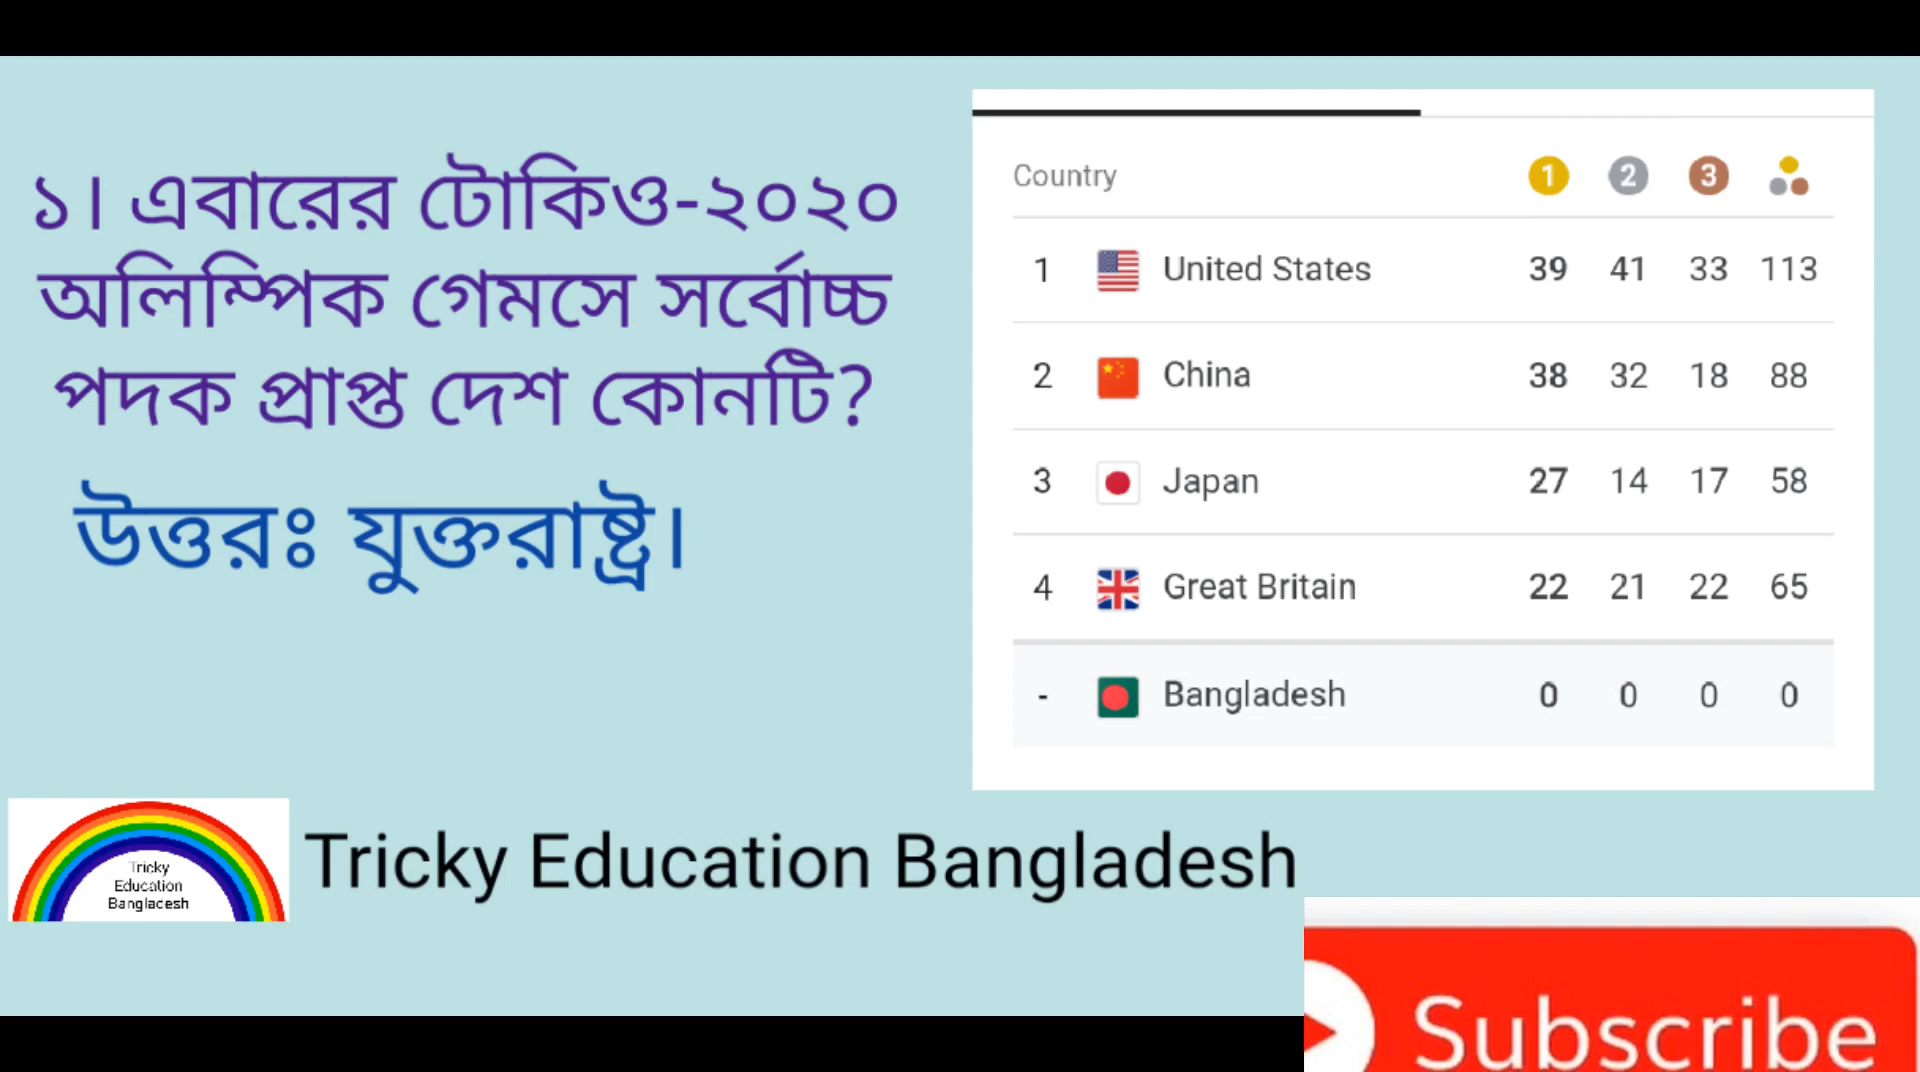 ১। এবারের টোকিও-২০২০
অলিম্পিক গেমসে সর্বোচ্চ
পদক প্রাপ্ত দেশ কোনটি?
উত্তরঃ যুক্তরাষ্ট্র।
Country 1 2 3
1 United States 39 41 33 113
2 China 38 32 18 88
3 Japan 27 14 17 58
4 Great Britain 22 21 22 65
- Bangladesh 0 0 0 0
Tricky
Education
Bangladesh
Tricky Education Bangladesh
Subscribe